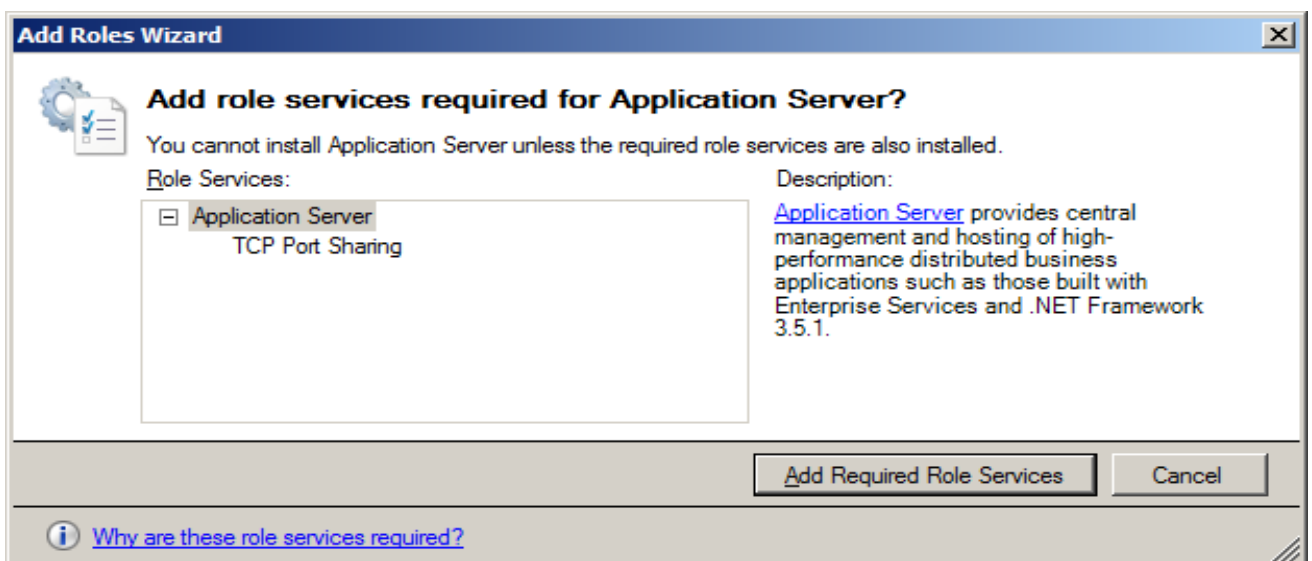 Add Roles Wizard
Add role services required for Application Server?
You cannot install Application Server unless the required role services are also installed.
Role Services:
Application Server
TCP Port Sharing
Description:
Application Server provides central
management and hosting of high-
performance distributed business
applications such as those built with
Enterprise Services and .NET Framework
3.5.1.
Add Required Role Services
Cancel
Why are these role services required?